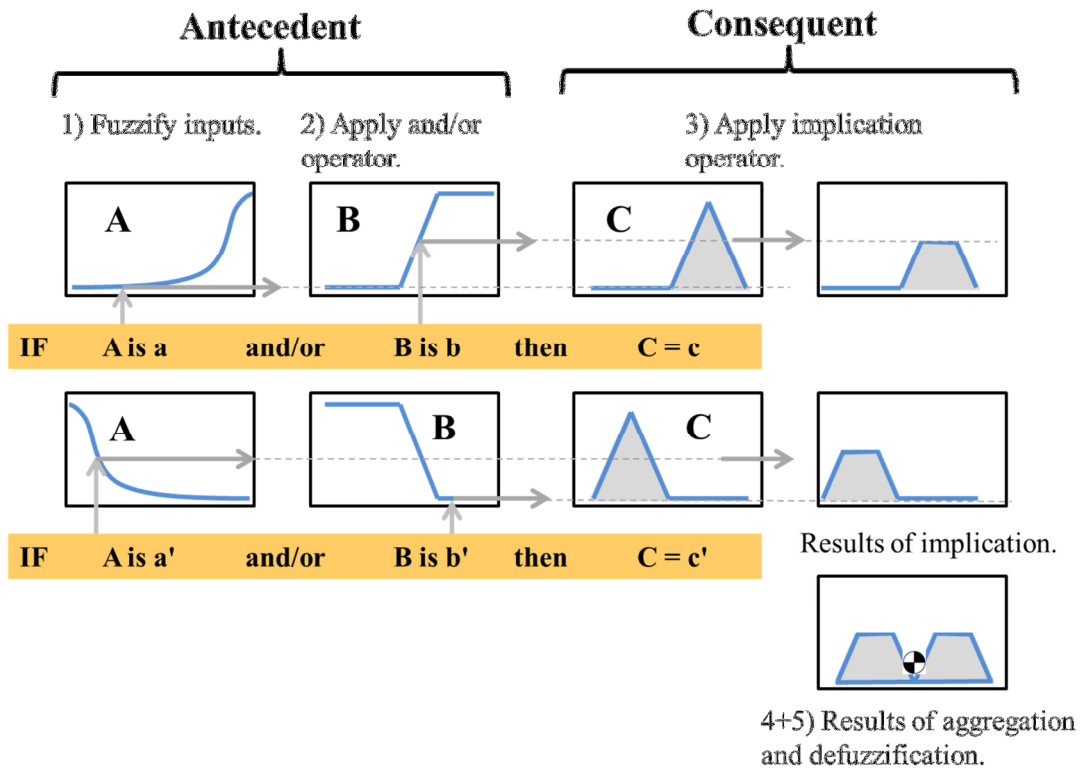 Antecedent
Consequent
1) Fuzzify inputs.
2) Apply and/or
operator.
3) Apply implication
operator.
A
B
C
IF A is a and/or B is b then C = c
A
B
C
IF A is a' and/or B is b' then C = c'
Results of implication.
4+5) Results of aggregation
and defuzzification.